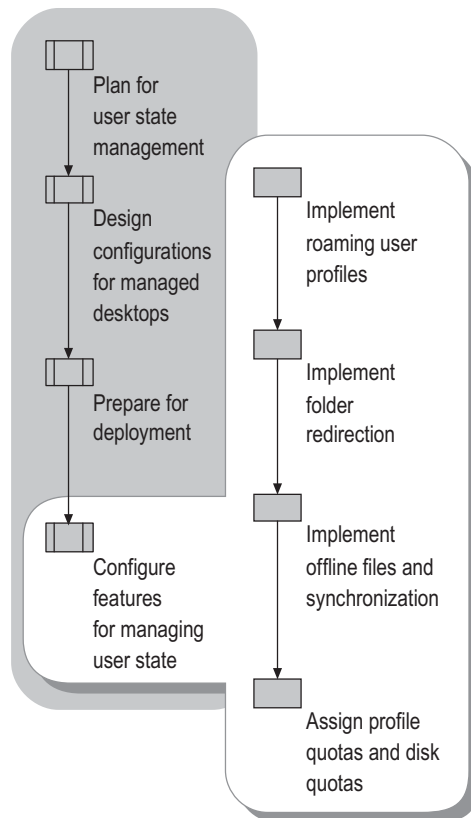 Plan for
user state
management
Design
configurations
for managed
desktops
Prepare for
deployment
Configure
features
for managing
user state
Implement
roaming user
profiles
Implement
folder
redirection
Implement
offline files and
synchronization
Assign profile
quotas and disk
quotas